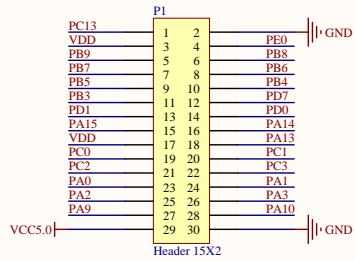 P1
PC13 1 2 GND
VDD 3 4 PE0
PB9 5 6 PB8
PB7 7 8 PB6
PB5 9 10 PB4
PB3 11 12 PD7
PD1 13 14 PD0
PA15 15 16 PA14
VDD 17 18 PA13
PC0 19 20 PC1
PC2 21 22 PC3
PA0 23 24 PA1
PA2 25 26 PA3
PA9 27 28 PA10
VCC5.0 29 30 GND
Header 15X2